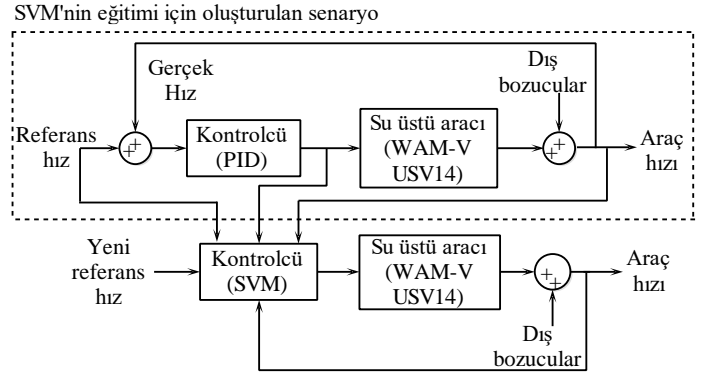 SVM'nin eğitimi için oluşturulan senaryo
Gerçek
Hız
Dış
bozucular
Referans
hız
+
+
Kontrolcü
(PID)
Su üstü aracı
(WAM-V
USV14)
+
+
Araç
hızı
Yeni
referans
hız
Kontrolcü
(SVM)
Su üstü aracı
(WAM-V
USV14)
+
+
Araç
hızı
Dış
bozucular